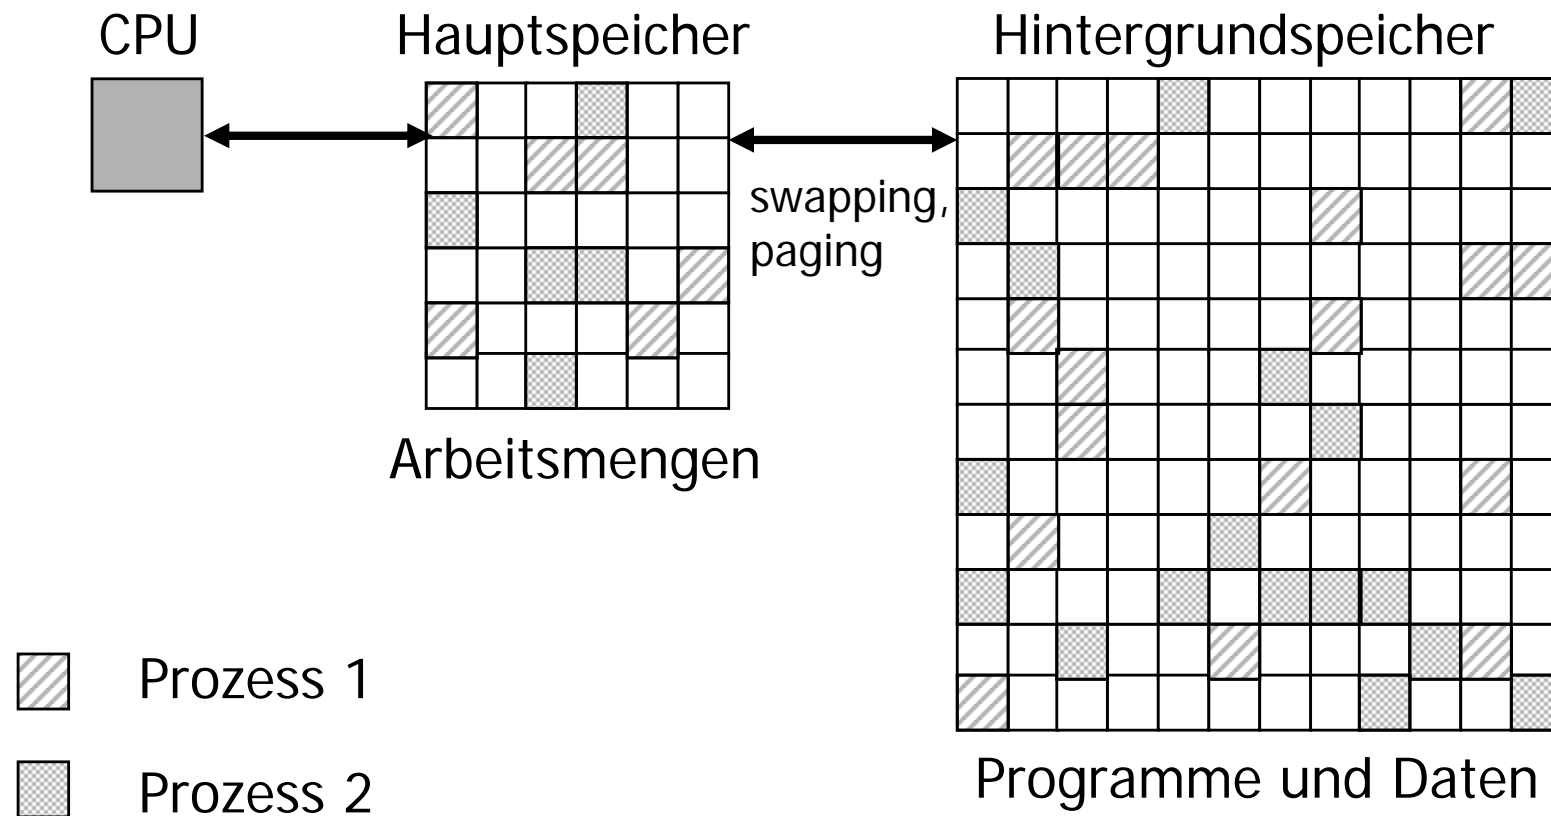 CPU
Hauptspeicher
Hintergrundspeicher
swapping,
paging
Arbeitsmengen
Prozess 1
Prozess 2
Programme und Daten